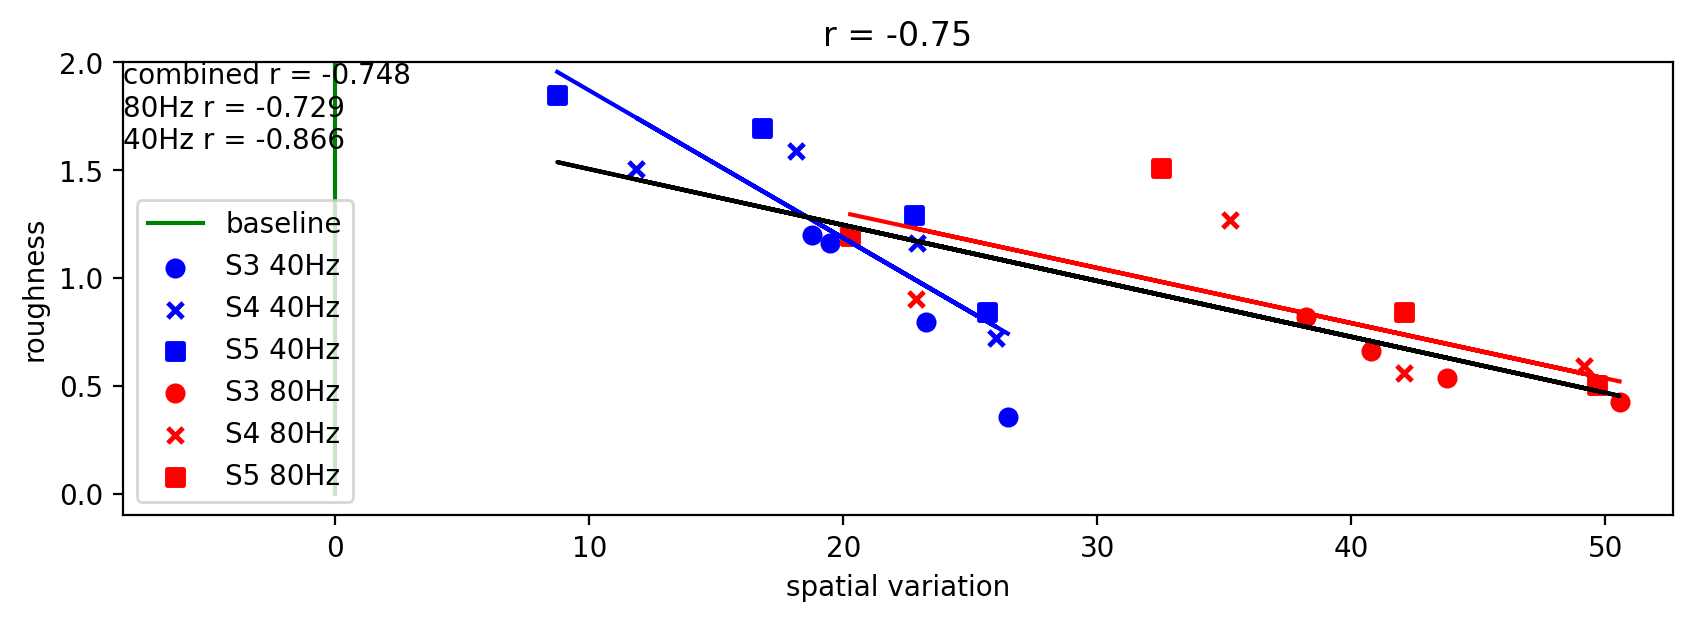 r = -0.75
combined r = -0.748
80Hz r = -0.729
40Hz r = -0.866
2.0
1.5
1.0
0.5
0.0
roughness
baseline
S3 40Hz
S4 40Hz
S5 40Hz
S3 80Hz
S4 80Hz
S5 80Hz
0 10 20 30 40 50
spatial variation